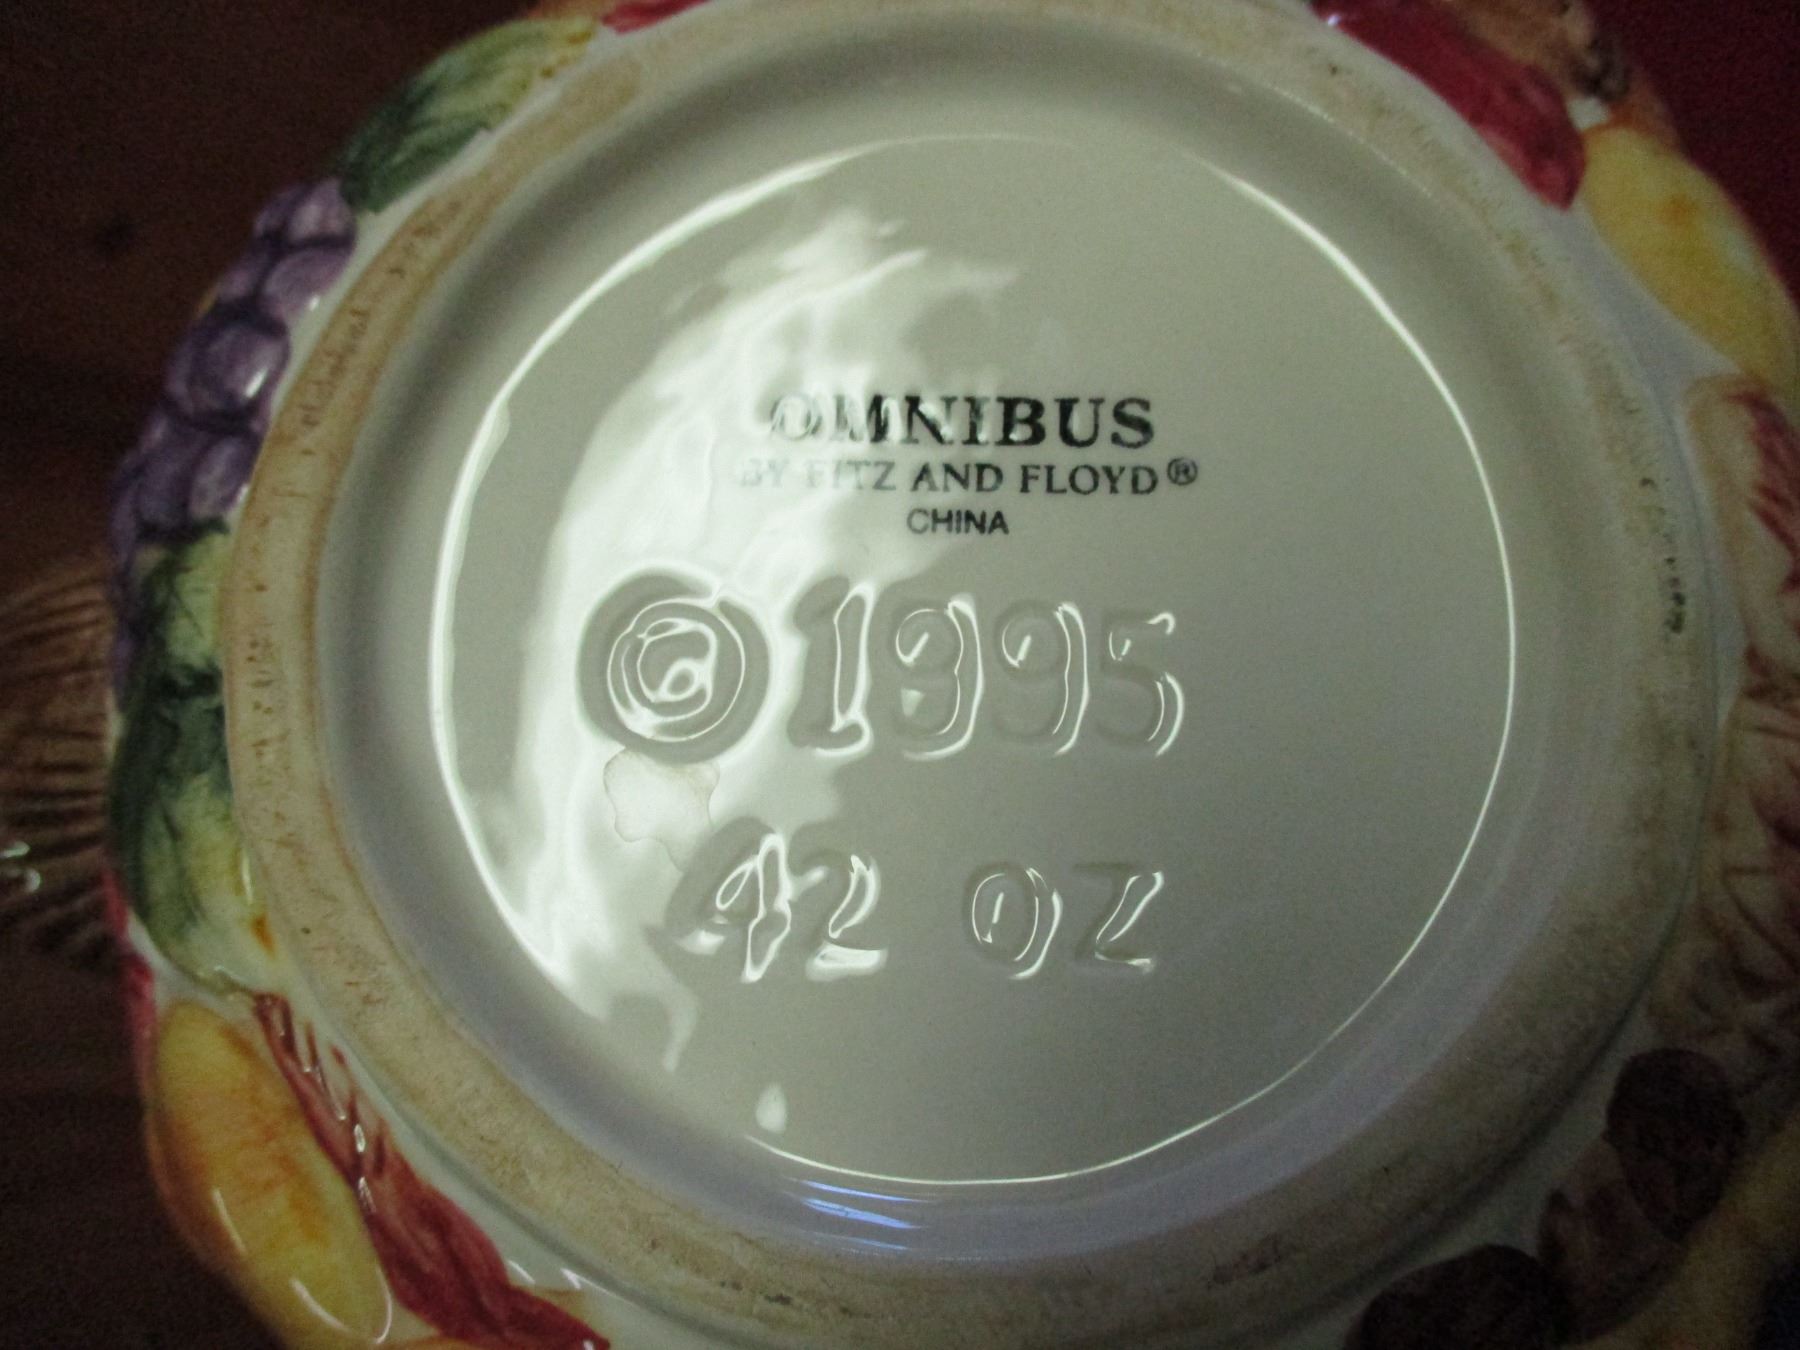 OMNIBUS
BY FITZ AND FLOYD®
CHINA
©1995
42 OZ